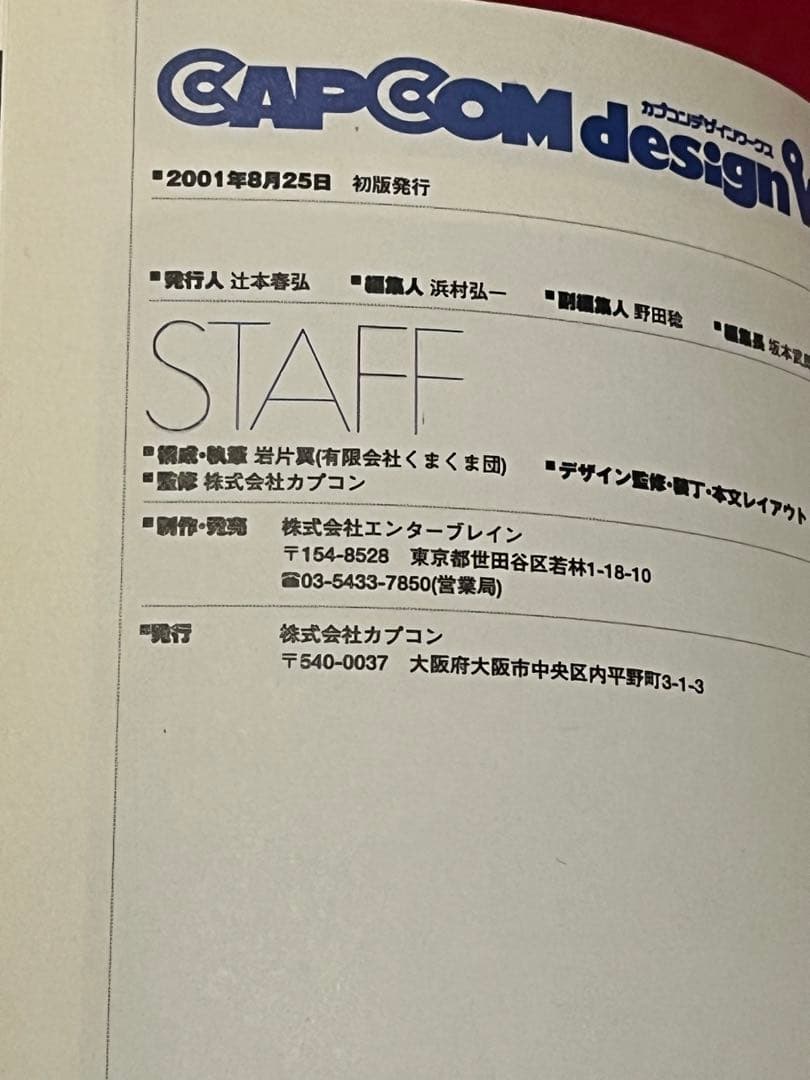 CAPCOM design
カプコンデザインワークス
■2001年8月25日 初版発行
■発行人 辻本春弘 ■編集人 浜村弘一 ■副編集人 野田稔 ■編集長 坂本武
STAFF
■構成・執筆 岩片翼(有限会社くまくま団) ■デザイン監修・装丁・本文レイアウト
■監修 株式会社カプコン
■制作・発売 株式会社エンターブレイン
〒154-8528 東京都世田谷区若林1-18-10
☎03-5433-7850(営業局)
■発行 株式会社カプコン
〒540-0037 大阪府大阪市中央区内平野町3-1-3